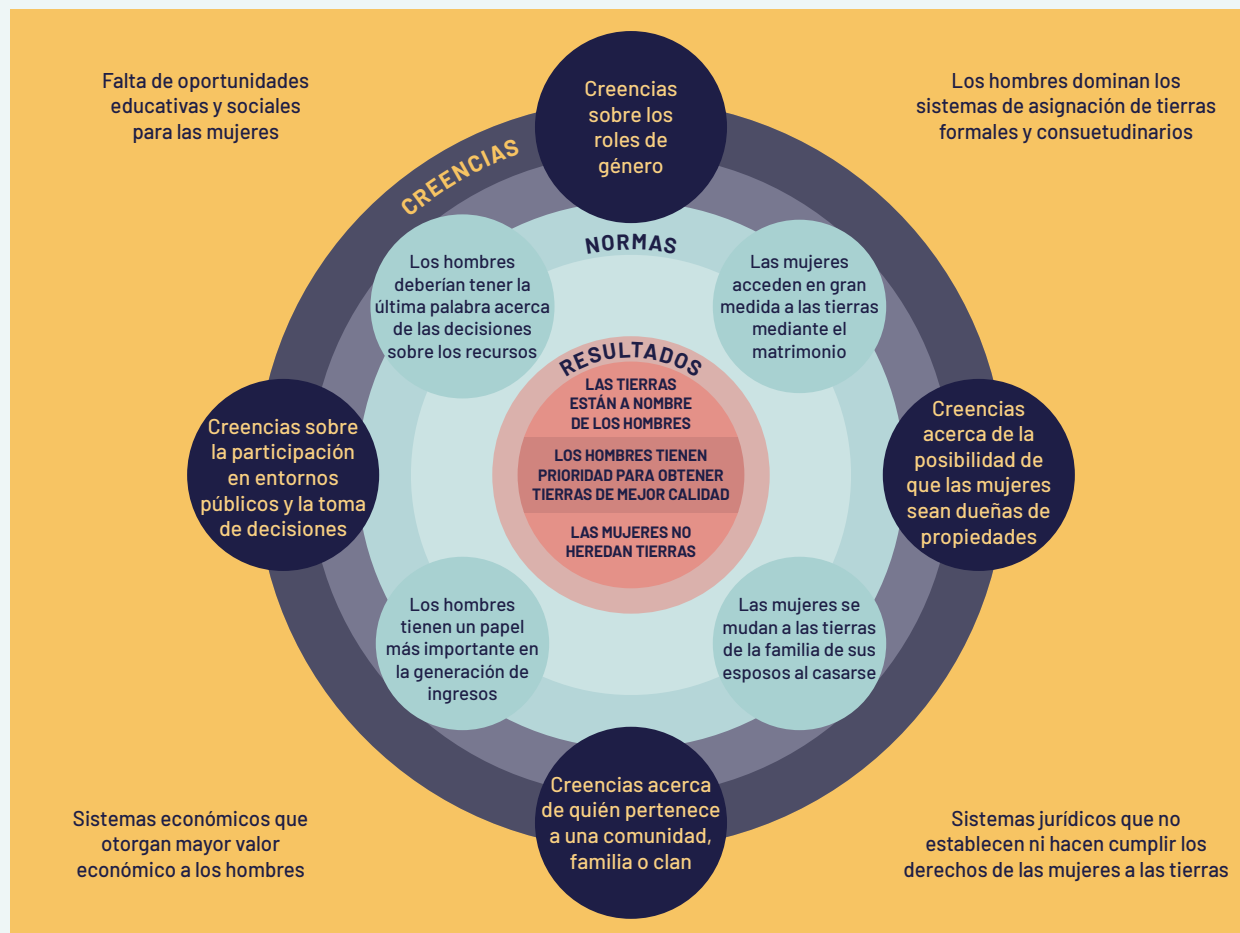 Falta de oportunidades
educativas y sociales
para las mujeres
Creencias
sobre los
roles de
género
Los hombres dominan los
sistemas de asignación de tierras
formales y consuetudinarios
CREENCIAS
NORMAS
Los hombres
deberían tener la
última palabra acerca
de las decisiones
sobre los recursos
Las mujeres
acceden en gran
medida a las tierras
mediante el
matrimonio
RESULTADOS
LAS TIERRAS
ESTÁN A NOMBRE
DE LOS HOMBRES
LOS HOMBRES TIENEN
PRIORIDAD PARA OBTENER
TIERRAS DE MEJOR CALIDAD
LAS MUJERES NO
HEREDAN TIERRAS
Creencias sobre
la participación
en entornos
públicos y la toma
de decisiones
Creencias
acerca de la
posibilidad de
que las mujeres
sean dueñas de
propiedades
Los hombres
tienen un papel
más importante en
la generación de
ingresos
Las mujeres se
mudan a las tierras
de la familia de sus
esposos al casarse
Sistemas económicos que
otorgan mayor valor
económico a los hombres
Creencias acerca
de quién pertenece
a una comunidad,
familia o clan
Sistemas jurídicos que no
establecen ni hacen cumplir los
derechos de las mujeres a las tierras